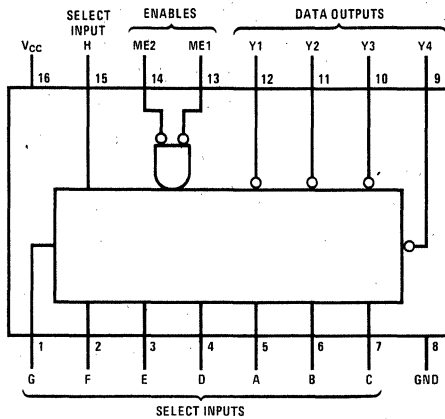 SELECT ENABLES DATA OUTPUTS
INPUT
VCC H ME2 ME1 Y1 Y2 Y3 Y4
16 15 14 13 12 11 10 9
1 2 3 4 5 6 7 8
G F E D A B C GND
SELECT INPUTS